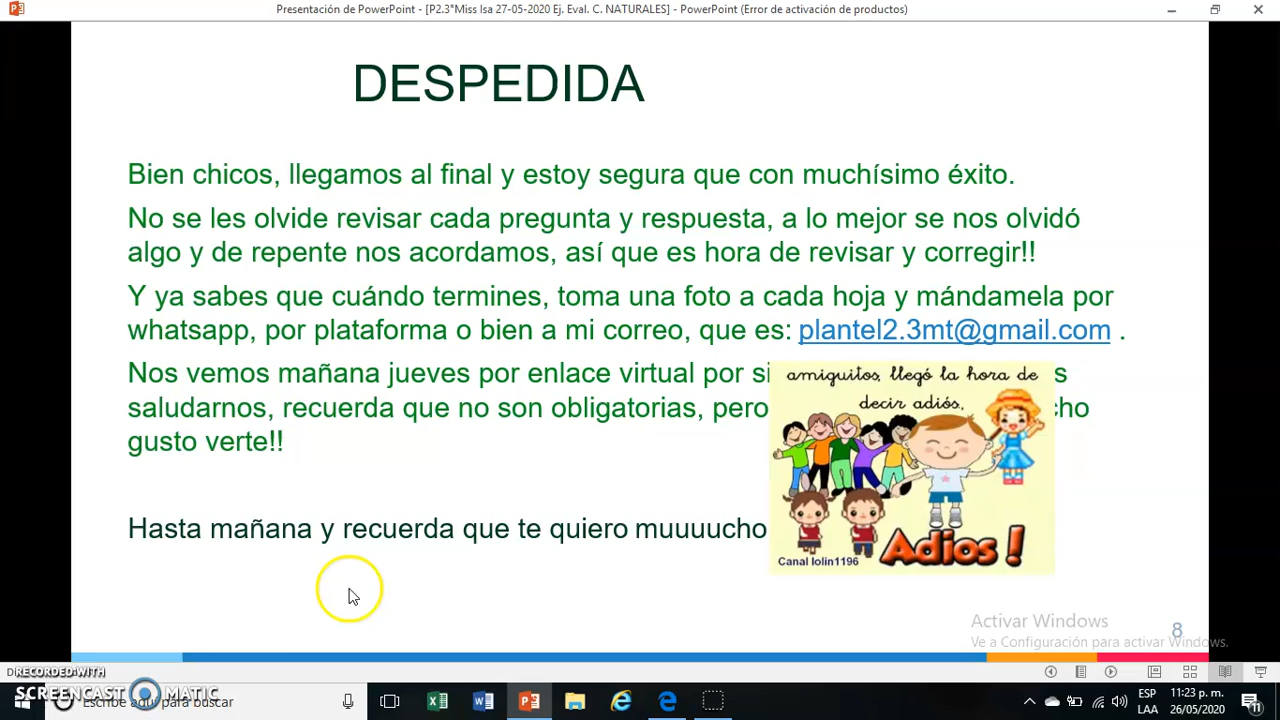 Presentación de PowerPoint - [P2.3°Miss Isa 27-05-2020 Ej. Eval. C. NATURALES] - PowerPoint (Error de activación de productos)
DESPEDIDA
Bien chicos, llegamos al final y estoy segura que con muchísimo éxito.
No se les olvide revisar cada pregunta y respuesta, a lo mejor se nos olvidó
algo y de repente nos acordamos, así que es hora de revisar y corregir!!
Y ya sabes que cuándo termines, toma una foto a cada hoja y mándamela por
whatsapp, por plataforma o bien a mi correo, que es: plantel2.3mt@gmail.com .
Nos vemos mañana jueves por enlace virtual por si
saludarnos, recuerda que no son obligatorias, pero
gusto verte!!
Hasta mañana y recuerda que te quiero muuuucho
amiguitos, llegó la hora de
decir adiós.
Adios !
Canal lolin1196
Activar Windows
Ve a Configuración para activar Windows.
8
RECORDED WITH
SCREENCAST MATIC
Escribe aquí para buscar
ESP
LAA
11:23 p. m.
26/05/2020
11